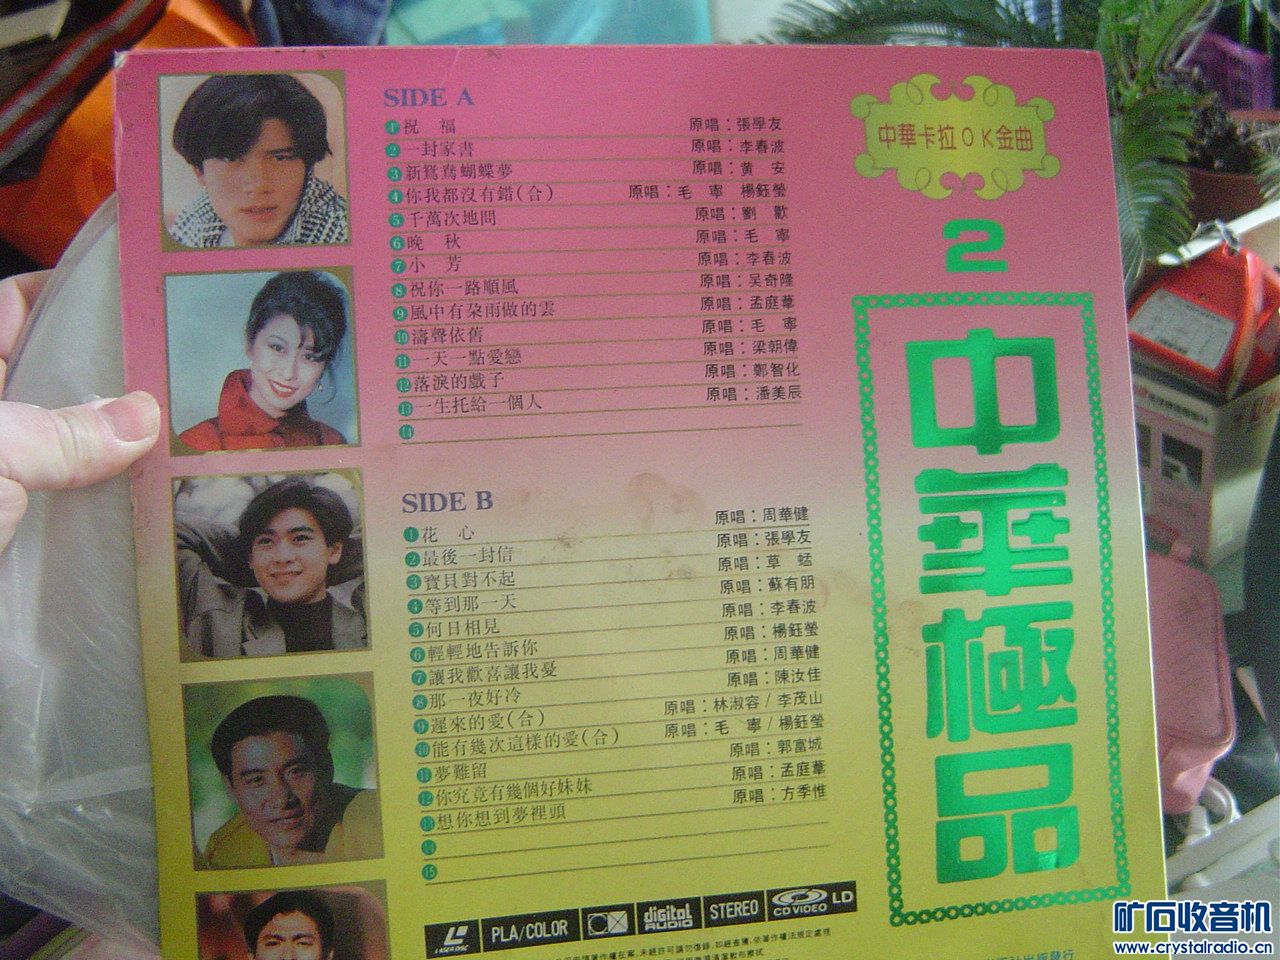 SIDE A
1 祝 福 原唱：張學友
2 一封家書 原唱：李春波
3 新鴛鴦蝴蝶夢 原唱：黄 安
4 你我都沒有錯(合) 原唱：毛 寧 楊鈺瑩
5 千萬次地問 原唱：劉 歡
6 晚 秋 原唱：毛 寧
7 小 芳 原唱：李春波
8 祝你一路順風 原唱：吴奇隆
9 風中有朵雨做的雲 原唱：孟庭葦
10 濤聲依舊 原唱：毛 寧
11 一天一點愛戀 原唱：梁朝偉
12 落淚的戲子 原唱：鄭智化
13 一生托給一個人 原唱：潘美辰
14
SIDE B
1 花 心 原唱：周華健
2 最後一封信 原唱：張學友
3 寶貝對不起 原唱：草 蜢
4 等到那一天 原唱：蘇有朋
5 何日相見 原唱：李春波
6 輕輕地告訴你 原唱：楊鈺瑩
7 讓我歡喜讓我憂 原唱：周華健
8 那一夜好冷 原唱：陳汝佳
9 遲來的愛(合) 原唱：林淑容/李茂山
10 能有幾次這樣的愛(合) 原唱：毛 寧/楊鈺瑩
11 夢難留 原唱：郭富城
12 你究竟有幾個好妹妹 原唱：孟庭葦
13 想你想到夢裡頭 原唱：方季惟
14
15
中華卡拉OK金曲
2
中華極品
LASER DISC PLA/COLOR CX digital AUDIO STEREO CD VIDEO LD
出版發行
矿石收音机
www.crystalradio.cn